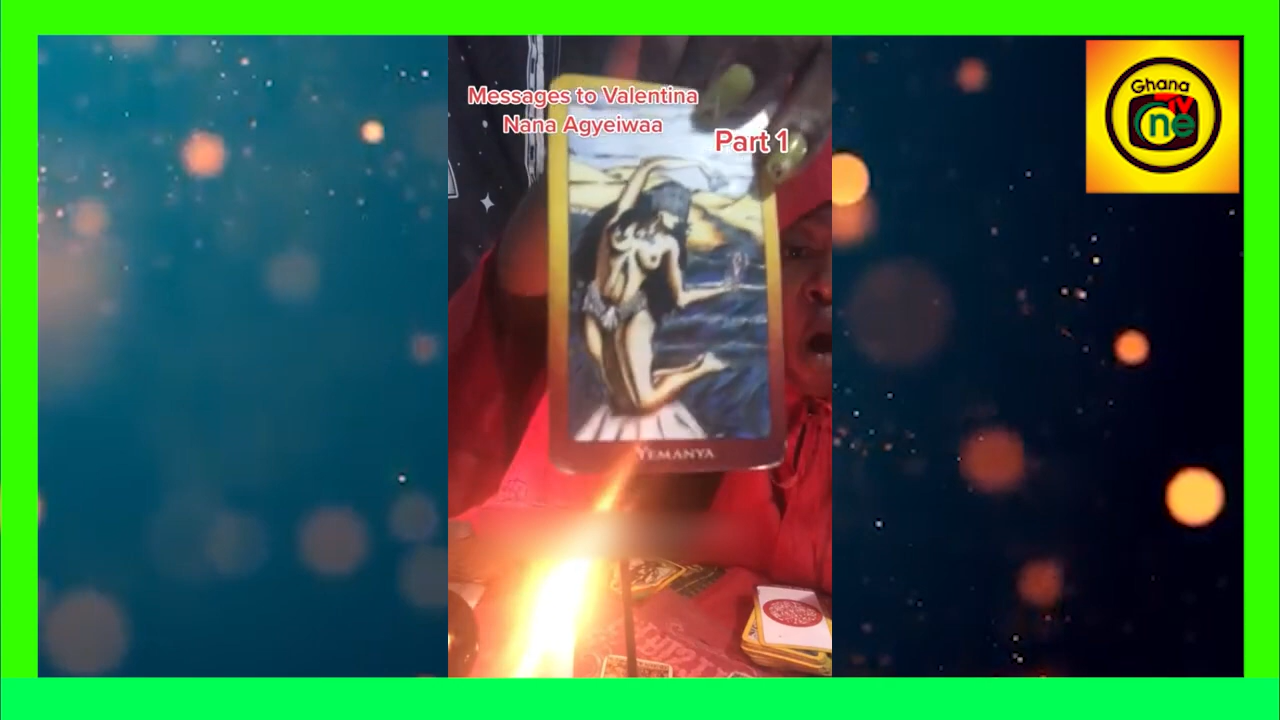 Messages to Valentina
Nana Agyeiwaa
Part 1
YEMANYA
Ghana
TV
One